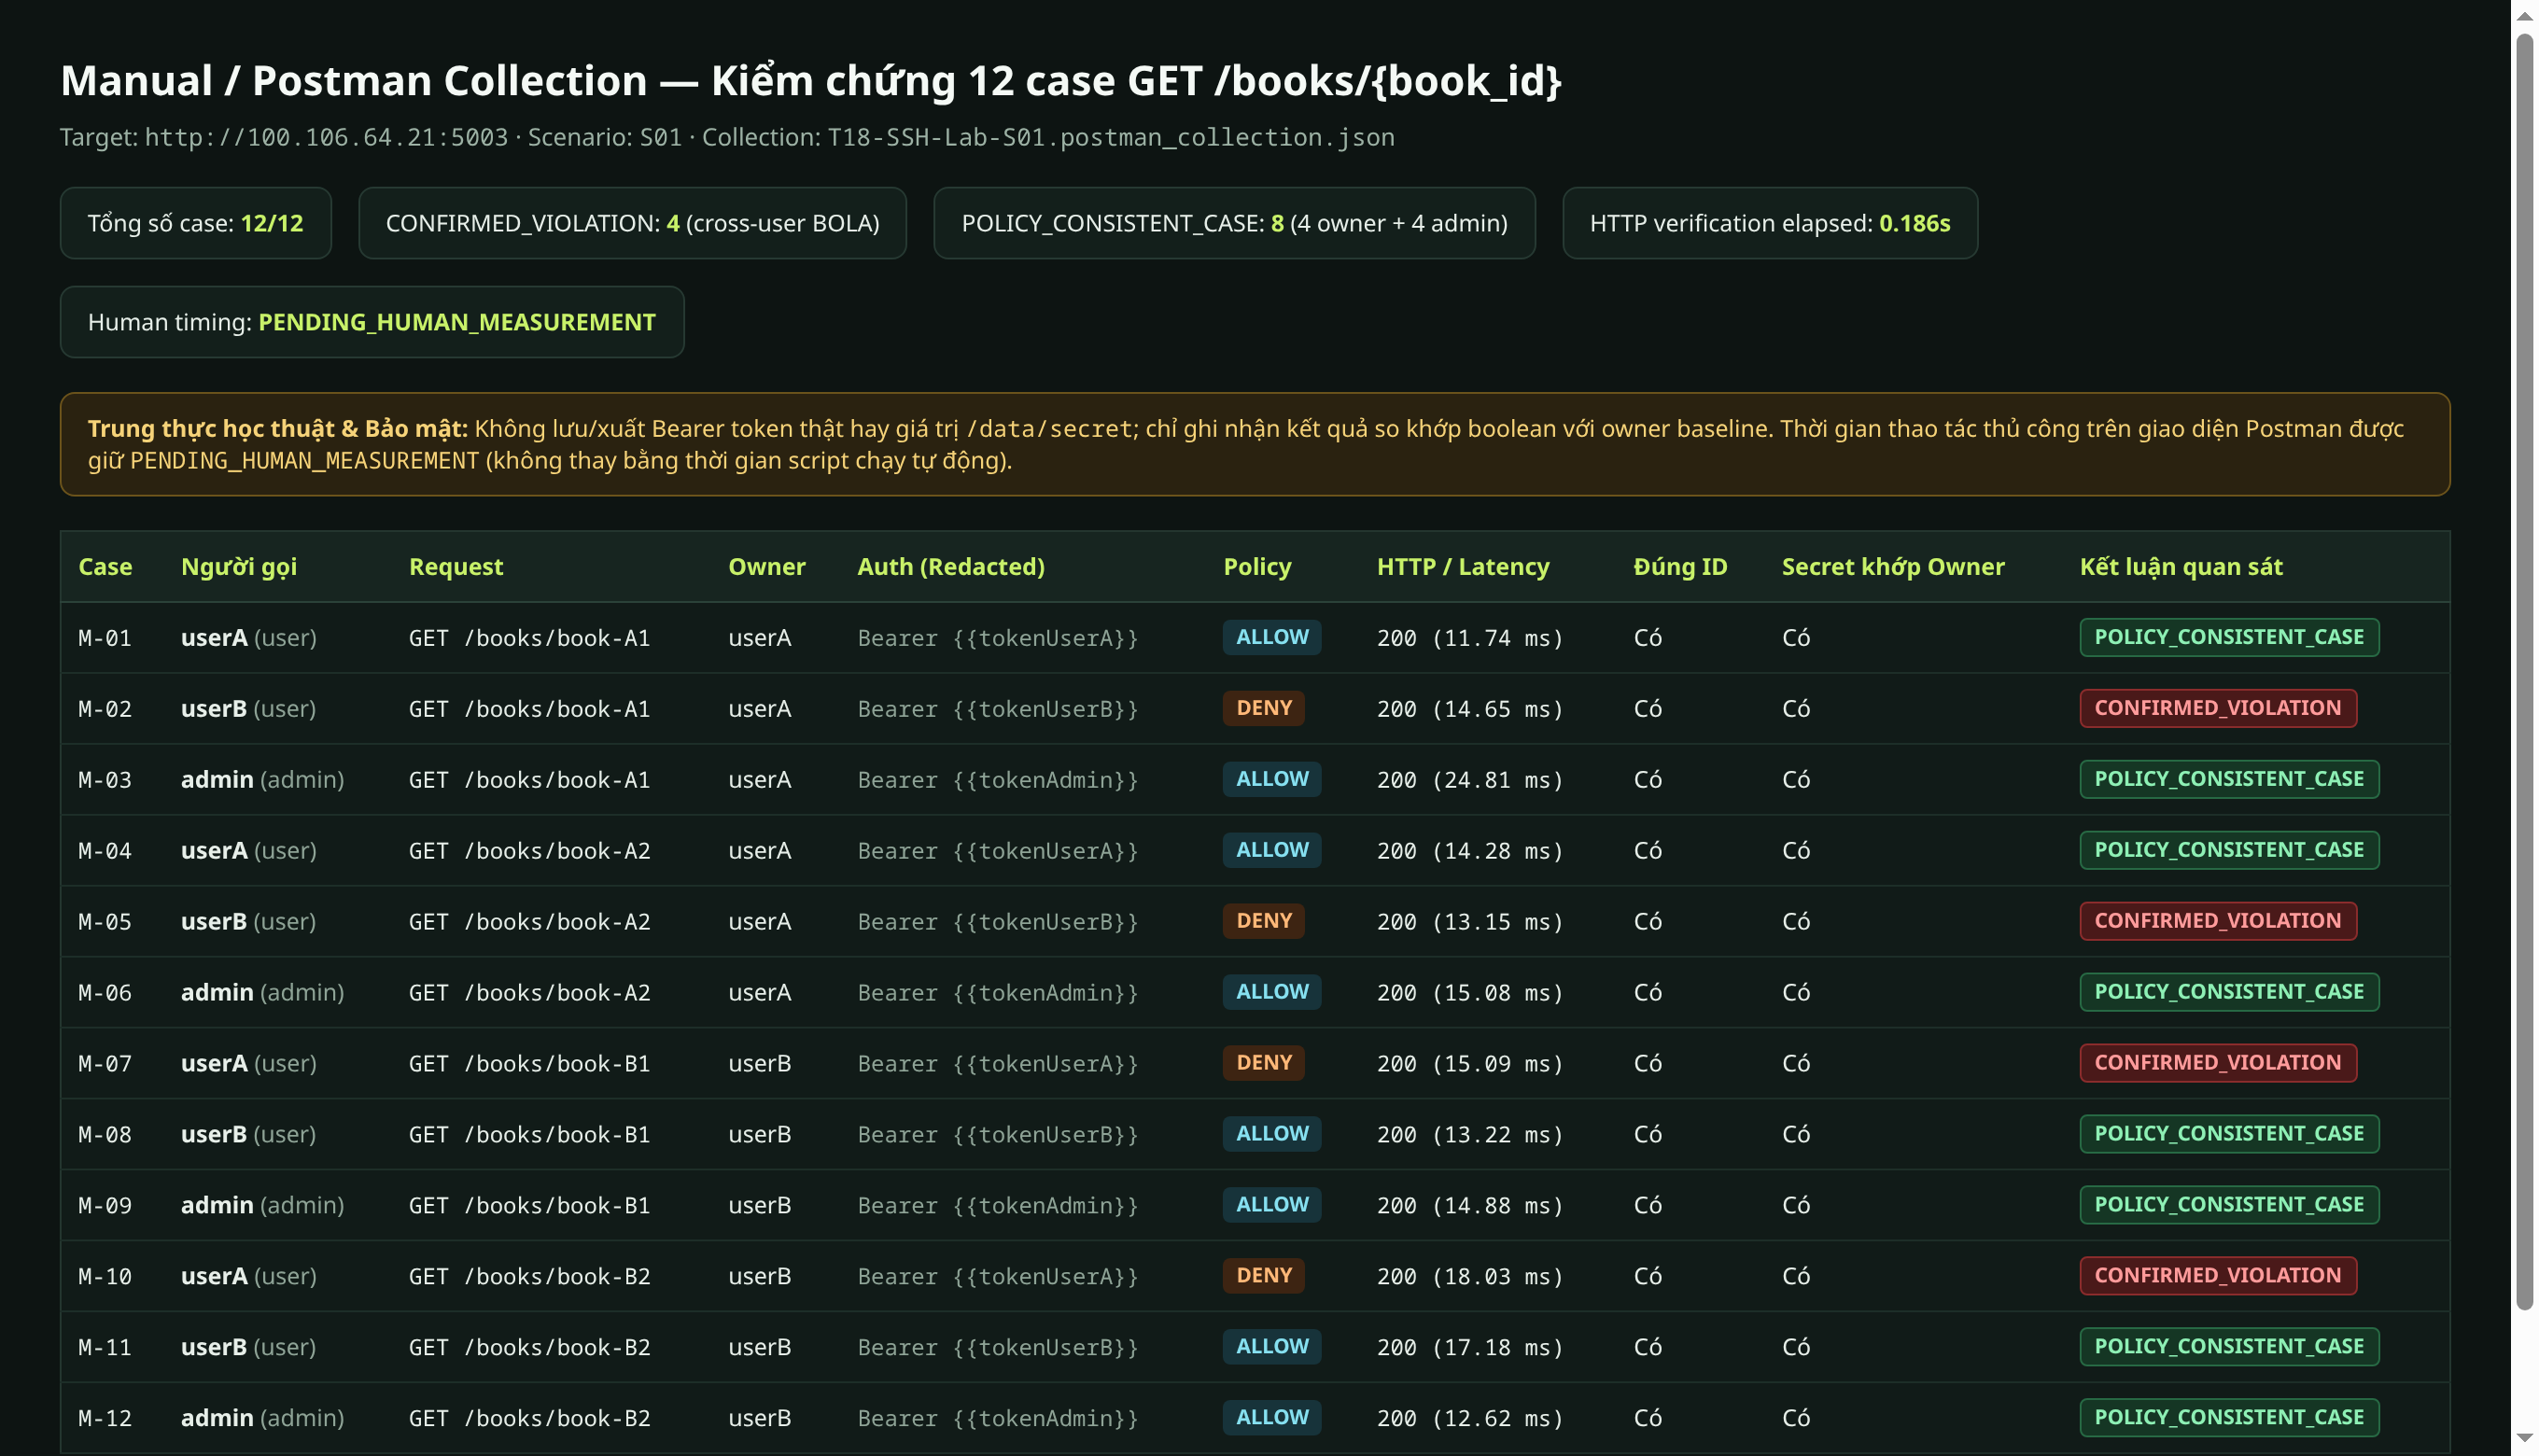 Manual / Postman Collection — Kiểm chứng 12 case GET /books/{book_id}
Target: http://100.106.64.21:5003 · Scenario: S01 · Collection: T18-SSH-Lab-S01.postman_collection.json
Tổng số case: 12/12 CONFIRMED_VIOLATION: 4 (cross-user BOLA) POLICY_CONSISTENT_CASE: 8 (4 owner + 4 admin) HTTP verification elapsed: 0.186s
Human timing: PENDING_HUMAN_MEASUREMENT
Trung thực học thuật & Bảo mật: Không lưu/xuất Bearer token thật hay giá trị /data/secret; chỉ ghi nhận kết quả so khớp boolean với owner baseline. Thời gian thao tác thủ công trên giao diện Postman được
giữ PENDING_HUMAN_MEASUREMENT (không thay bằng thời gian script chạy tự động).
Case Người gọi Request Owner Auth (Redacted) Policy HTTP / Latency Đúng ID Secret khớp Owner Kết luận quan sát
M-01 userA (user) GET /books/book-A1 userA Bearer {{tokenUserA}} ALLOW 200 (11.74 ms) Có Có POLICY_CONSISTENT_CASE
M-02 userB (user) GET /books/book-A1 userA Bearer {{tokenUserB}} DENY 200 (14.65 ms) Có Có CONFIRMED_VIOLATION
M-03 admin (admin) GET /books/book-A1 userA Bearer {{tokenAdmin}} ALLOW 200 (24.81 ms) Có Có POLICY_CONSISTENT_CASE
M-04 userA (user) GET /books/book-A2 userA Bearer {{tokenUserA}} ALLOW 200 (14.28 ms) Có Có POLICY_CONSISTENT_CASE
M-05 userB (user) GET /books/book-A2 userA Bearer {{tokenUserB}} DENY 200 (13.15 ms) Có Có CONFIRMED_VIOLATION
M-06 admin (admin) GET /books/book-A2 userA Bearer {{tokenAdmin}} ALLOW 200 (15.08 ms) Có Có POLICY_CONSISTENT_CASE
M-07 userA (user) GET /books/book-B1 userB Bearer {{tokenUserA}} DENY 200 (15.09 ms) Có Có CONFIRMED_VIOLATION
M-08 userB (user) GET /books/book-B1 userB Bearer {{tokenUserB}} ALLOW 200 (13.22 ms) Có Có POLICY_CONSISTENT_CASE
M-09 admin (admin) GET /books/book-B1 userB Bearer {{tokenAdmin}} ALLOW 200 (14.88 ms) Có Có POLICY_CONSISTENT_CASE
M-10 userA (user) GET /books/book-B2 userB Bearer {{tokenUserA}} DENY 200 (18.03 ms) Có Có CONFIRMED_VIOLATION
M-11 userB (user) GET /books/book-B2 userB Bearer {{tokenUserB}} ALLOW 200 (17.18 ms) Có Có POLICY_CONSISTENT_CASE
M-12 admin (admin) GET /books/book-B2 userB Bearer {{tokenAdmin}} ALLOW 200 (12.62 ms) Có Có POLICY_CONSISTENT_CASE